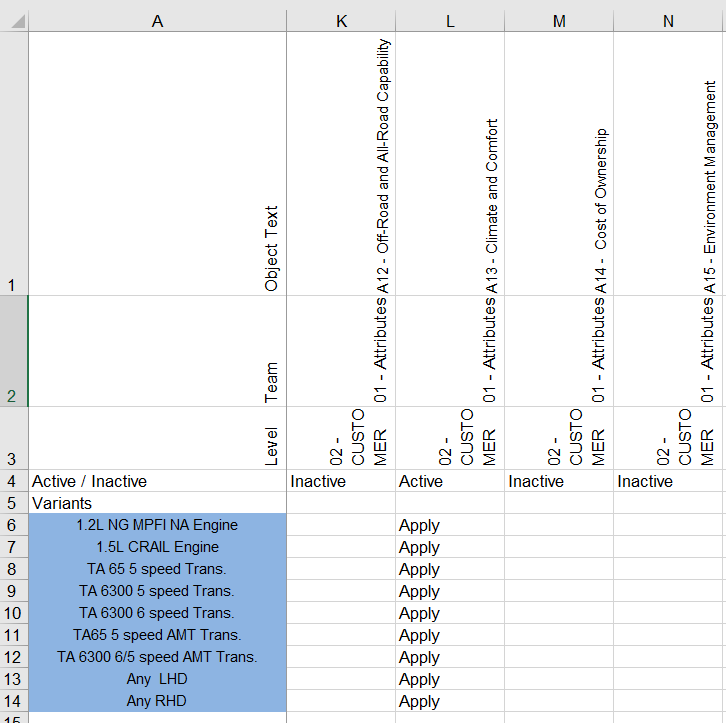 A K L M N
1 Object Text A12 - Off-Road and All-Road Capability A13 - Climate and Comfort A14 - Cost of Ownership A15 - Environment Management
2 Team 01 - Attributes 01 - Attributes 01 - Attributes 01 - Attributes
3 Level 02 - CUSTO MER 02 - CUSTO MER 02 - CUSTO MER 02 - CUSTO MER
4 Active / Inactive Inactive Active Inactive Inactive
5 Variants
6 1.2L NG MPFI NA Engine Apply
7 1.5L CRAIL Engine Apply
8 TA 65 5 speed Trans. Apply
9 TA 6300 5 speed Trans. Apply
10 TA 6300 6 speed Trans. Apply
11 TA65 5 speed AMT Trans. Apply
12 TA 6300 6/5 speed AMT Trans. Apply
13 Any LHD Apply
14 Any RHD Apply
15